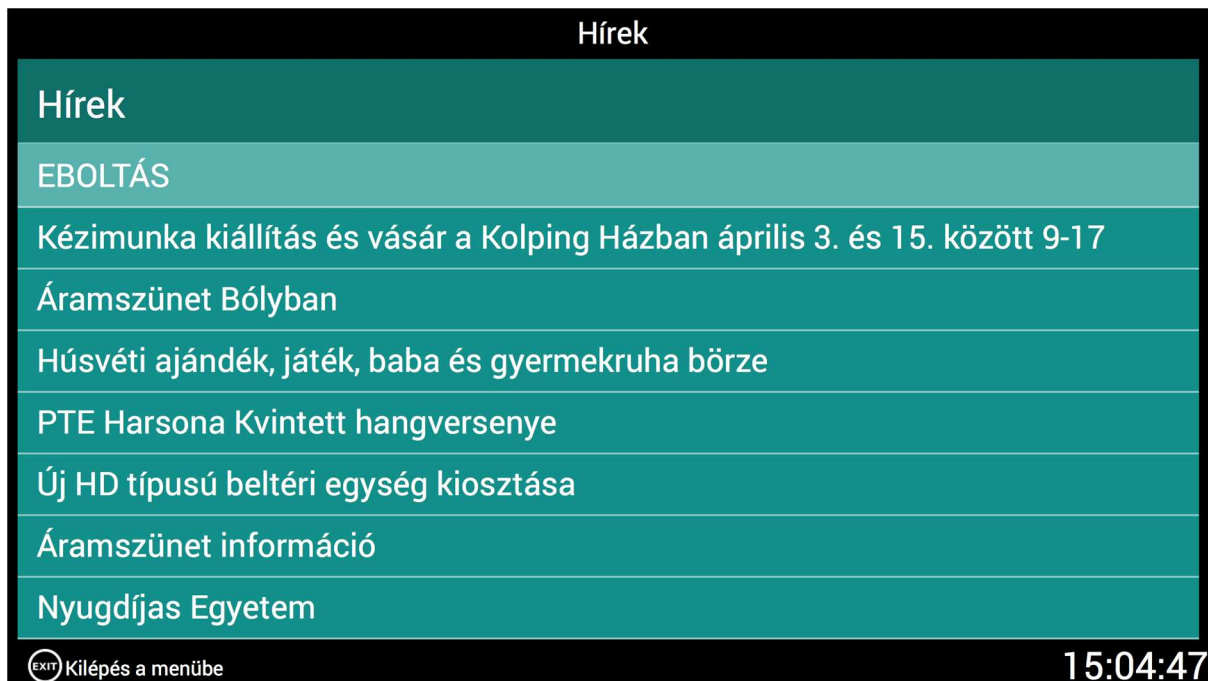 Hírek
Hírek
EBOLTÁS
Kézimunka kiállítás és vásár a Kolping Házban április 3. és 15. között 9-17
Áramszünet Bólyban
Húsvéti ajándék, játék, baba és gyermekruha börze
PTE Harsona Kvintett hangversenye
Új HD típusú beltéri egység kiosztása
Áramszünet információ
Nyugdíjas Egyetem
EXIT Kilépés a menübe
15:04:47